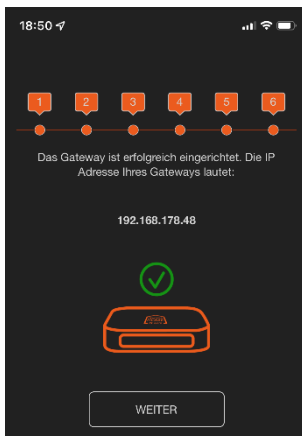 18:50
1 2 3 4 5 6
Das Gateway ist erfolgreich eingerichtet. Die IP
Adresse Ihres Gateways lautet:
192.168.178.48
WEITER